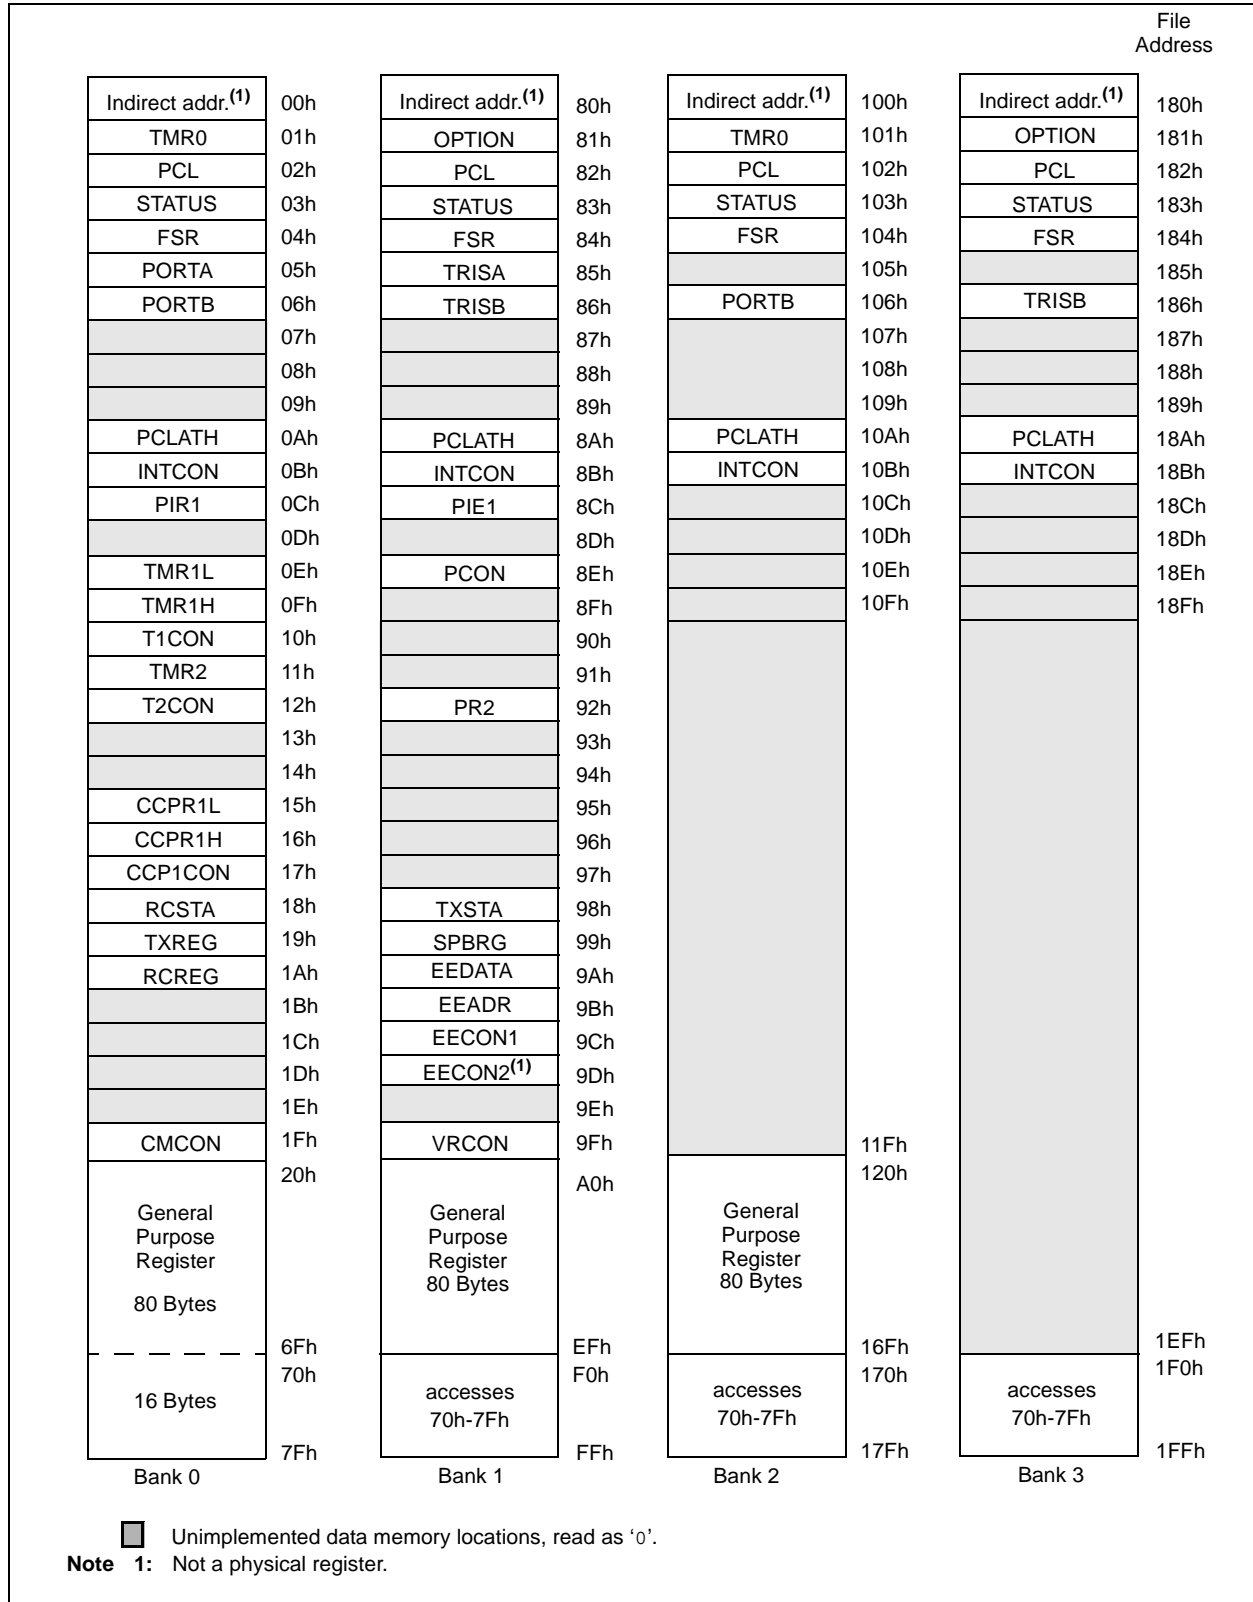 File
Address
Indirect addr.(1) 00h Indirect addr.(1) 80h Indirect addr.(1) 100h Indirect addr.(1) 180h
TMR0 01h OPTION 81h TMR0 101h OPTION 181h
PCL 02h PCL 82h PCL 102h PCL 182h
STATUS 03h STATUS 83h STATUS 103h STATUS 183h
FSR 04h FSR 84h FSR 104h FSR 184h
PORTA 05h TRISA 85h 105h 185h
PORTB 06h TRISB 86h PORTB 106h TRISB 186h
07h 87h 107h 187h
08h 88h 108h 188h
09h 89h 109h 189h
PCLATH 0Ah PCLATH 8Ah PCLATH 10Ah PCLATH 18Ah
INTCON 0Bh INTCON 8Bh INTCON 10Bh INTCON 18Bh
PIR1 0Ch PIE1 8Ch 10Ch 18Ch
0Dh 8Dh 10Dh 18Dh
TMR1L 0Eh PCON 8Eh 10Eh 18Eh
TMR1H 0Fh 8Fh 10Fh 18Fh
T1CON 10h 90h
TMR2 11h 91h
T2CON 12h PR2 92h
13h 93h
14h 94h
CCPR1L 15h 95h
CCPR1H 16h 96h
CCP1CON 17h 97h
RCSTA 18h TXSTA 98h
TXREG 19h SPBRG 99h
RCREG 1Ah EEDATA 9Ah
1Bh EEADR 9Bh
1Ch EECON1 9Ch
1Dh EECON2(1) 9Dh
1Eh 9Eh
CMCON 1Fh VRCON 9Fh 11Fh
20h A0h 120h
General General General
Purpose Purpose Purpose
Register Register Register
80 Bytes 80 Bytes 80 Bytes
6Fh EFh 16Fh 1EFh
70h F0h 170h 1F0h
16 Bytes accesses accesses accesses
70h-7Fh 70h-7Fh 70h-7Fh
7Fh FFh 17Fh 1FFh
Bank 0 Bank 1 Bank 2 Bank 3
Unimplemented data memory locations, read as ‘0’.
Note 1: Not a physical register.